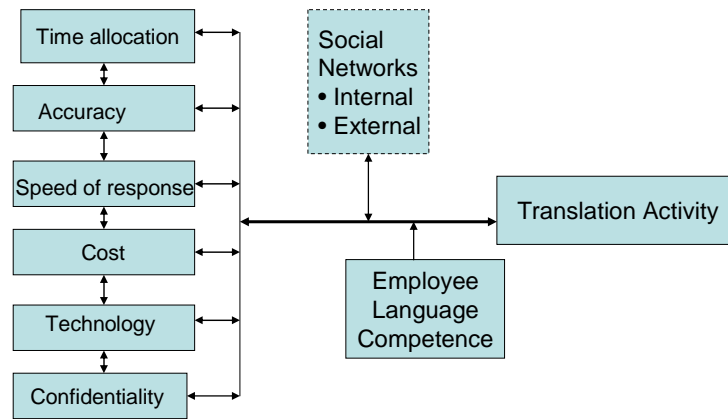 Time allocation
Accuracy
Speed of response
Cost
Technology
Confidentiality
Social
Networks
• Internal
• External
Employee
Language
Competence
Translation Activity